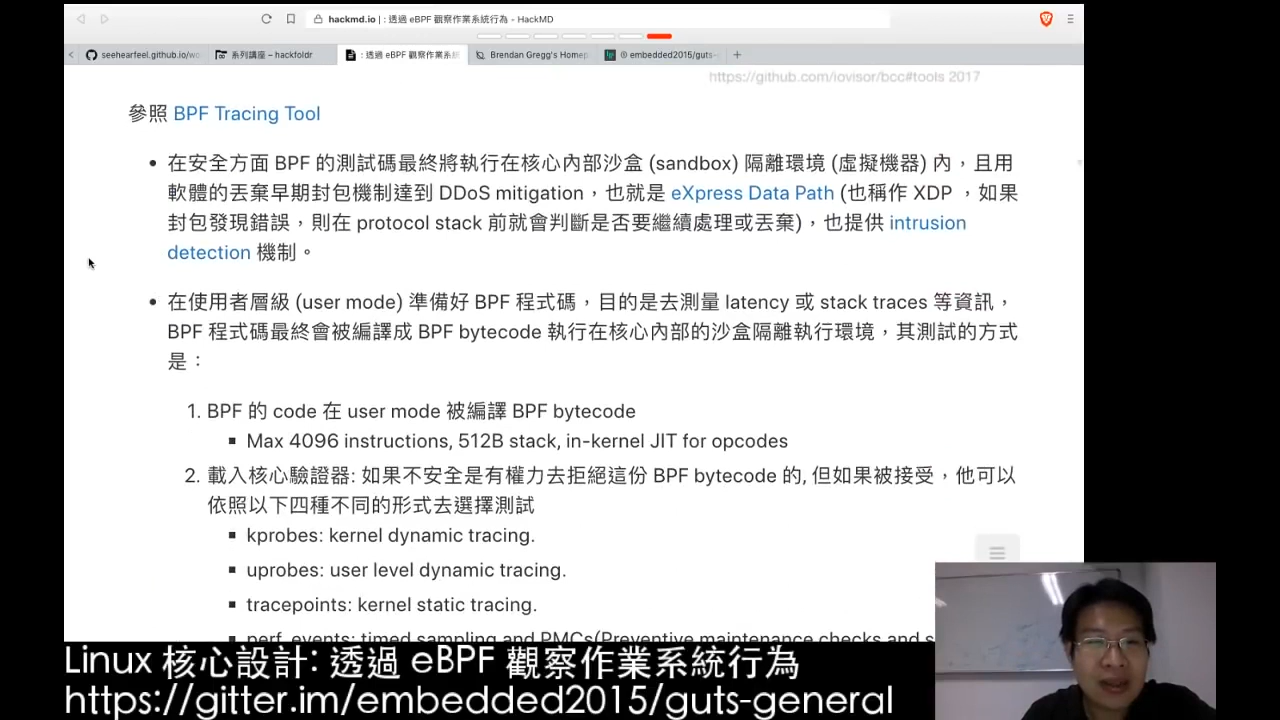 hackmd.io | : 透過 eBPF 觀察作業系統行為 - HackMD
seehearfeel.github.io/wo
系列講座 – hackfoldr
: 透過 eBPF 觀察作業系統
Brendan Gregg's Homep
® embedded2015/guts-
https://github.com/iovisor/bcc#tools 2017
參照 BPF Tracing Tool
• 在安全方面 BPF 的測試碼最終將執行在核心內部沙盒 (sandbox) 隔離環境 (虛擬機器) 內，且用
軟體的丟棄早期封包機制達到 DDoS mitigation，也就是 eXpress Data Path (也稱作 XDP ，如果
封包發現錯誤，則在 protocol stack 前就會判斷是否要繼續處理或丟棄)，也提供 intrusion
detection 機制。
• 在使用者層級 (user mode) 準備好 BPF 程式碼，目的是去測量 latency 或 stack traces 等資訊，
BPF 程式碼最終會被編譯成 BPF bytecode 執行在核心內部的沙盒隔離執行環境，其測試的方式
是：
1. BPF 的 code 在 user mode 被編譯 BPF bytecode
▪ Max 4096 instructions, 512B stack, in-kernel JIT for opcodes
2. 載入核心驗證器: 如果不安全是有權力去拒絕這份 BPF bytecode 的, 但如果被接受，他可以
依照以下四種不同的形式去選擇測試
▪ kprobes: kernel dynamic tracing.
▪ uprobes: user level dynamic tracing.
▪ tracepoints: kernel static tracing.
▪ perf_events: timed sampling and PMCs(Preventive maintenance checks and s
Linux 核心設計: 透過 eBPF 觀察作業系統行為
https://gitter.im/embedded2015/guts-general